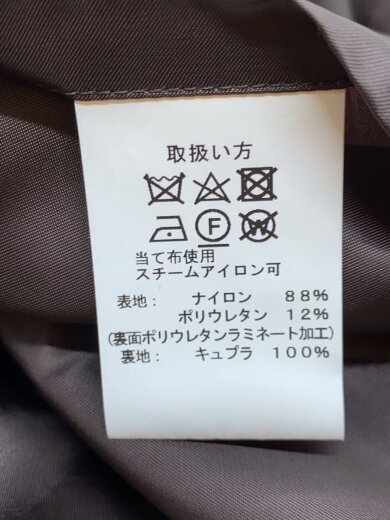 取扱い方
F W
当て布使用
スチームアイロン可
表地： ナイロン 88%
ポリウレタン 12%
(裏面ポリウレタンラミネート加工)
裏地： キュプラ 100%